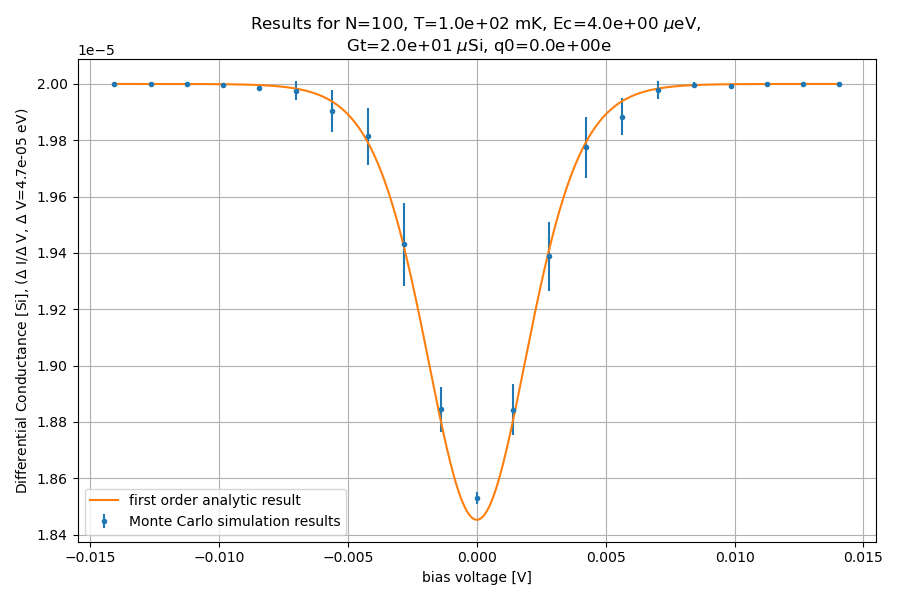 Results for N=100, T=1.0e+02 mK, Ec=4.0e+00 μeV,
Gt=2.0e+01 μSi, q0=0.0e+00e
1e−5
2.00
1.98
1.96
1.94
1.92
1.90
1.88
1.86
1.84
Differential Conductance [Si], (Δ I/Δ V, Δ V=4.7e-05 eV)
first order analytic result
Monte Carlo simulation results
−0.015
−0.010
−0.005
0.000
0.005
0.010
0.015
bias voltage [V]